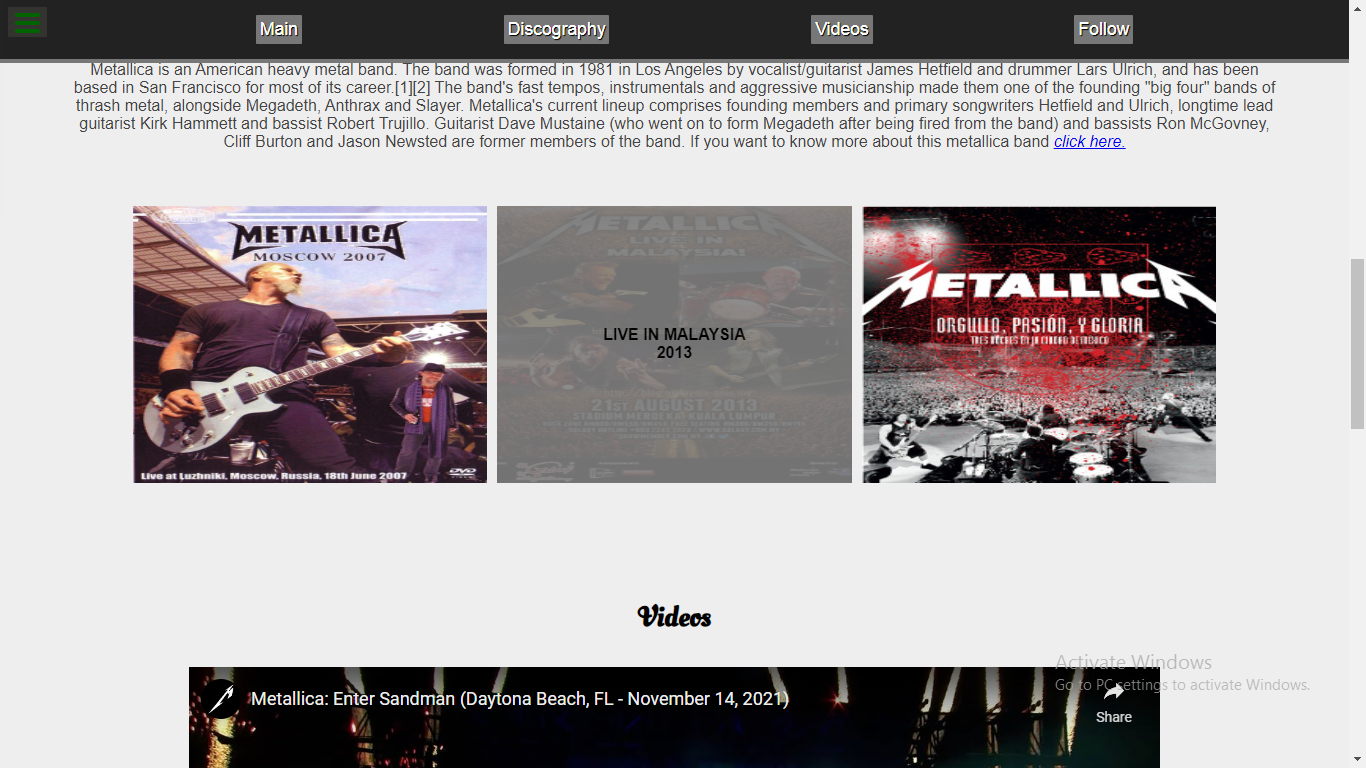 Main
Discography
Videos
Follow
Metallica is an American heavy metal band. The band was formed in 1981 in Los Angeles by vocalist/guitarist James Hetfield and drummer Lars Ulrich, and has been
based in San Francisco for most of its career.[1][2] The band's fast tempos, instrumentals and aggressive musicianship made them one of the founding "big four" bands of
thrash metal, alongside Megadeth, Anthrax and Slayer. Metallica's current lineup comprises founding members and primary songwriters Hetfield and Ulrich, longtime lead
guitarist Kirk Hammett and bassist Robert Trujillo. Guitarist Dave Mustaine (who went on to form Megadeth after being fired from the band) and bassists Ron McGovney,
Cliff Burton and Jason Newsted are former members of the band. If you want to know more about this metallica band click here.
METALLICA
MOSCOW 2007
Live at Luzhniki, Moscow, Russia, 18th June 2007
DVD
VIDEO
METALLICA
LIVE IN
MALAYSIA!
LIVE IN MALAYSIA
2013
21ST AUGUST 2013
STADIUM MERDEKA KUALA LUMPUR
METALLICA
ORGULLO, PASIÓN, Y GLORIA
TRES NOCHES EN LA CIUDAD DE MEXICO
Videos
Metallica: Enter Sandman (Daytona Beach, FL - November 14, 2021)
Share
Activate Windows
Go to PC settings to activate Windows.